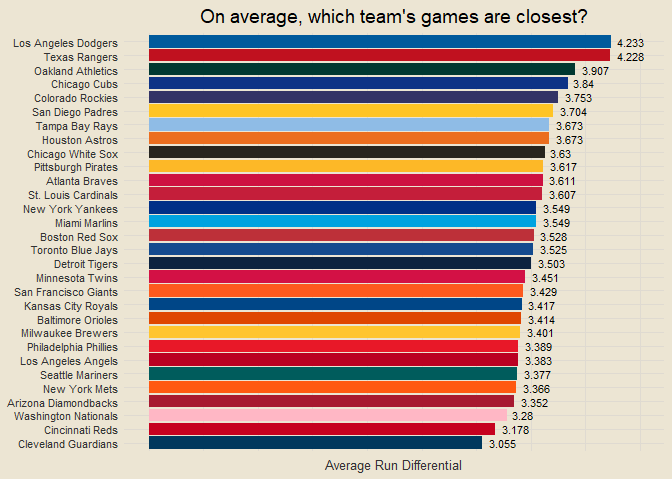 On average, which team's games are closest?
Los Angeles Dodgers 4.233
Texas Rangers 4.228
Oakland Athletics 3.907
Chicago Cubs 3.84
Colorado Rockies 3.753
San Diego Padres 3.704
Tampa Bay Rays 3.673
Houston Astros 3.673
Chicago White Sox 3.63
Pittsburgh Pirates 3.617
Atlanta Braves 3.611
St. Louis Cardinals 3.607
New York Yankees 3.549
Miami Marlins 3.549
Boston Red Sox 3.528
Toronto Blue Jays 3.525
Detroit Tigers 3.503
Minnesota Twins 3.451
San Francisco Giants 3.429
Kansas City Royals 3.417
Baltimore Orioles 3.414
Milwaukee Brewers 3.401
Philadelphia Phillies 3.389
Los Angeles Angels 3.383
Seattle Mariners 3.377
New York Mets 3.366
Arizona Diamondbacks 3.352
Washington Nationals 3.28
Cincinnati Reds 3.178
Cleveland Guardians 3.055
Average Run Differential